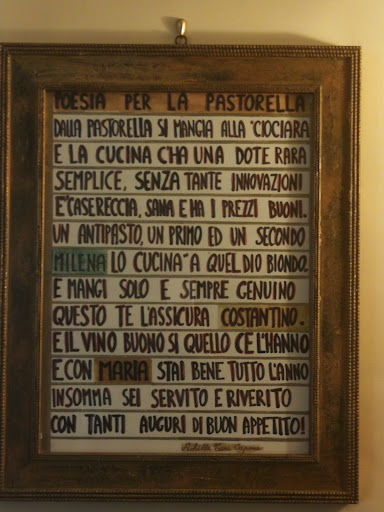 POESIA PER LA PASTORELLA
DALLA PASTORELLA SI MANGIA ALLA "CIOCIARA
E LA CUCINA C'HA UNA DOTE RARA
SEMPLICE, SENZA TANTE INNOVAZIONI
E' CASERECCIA, SANA E HA I PREZZI BUONI.
UN ANTIPASTO, UN PRIMO ED UN SECONDO
MILENA LO CUCINA "A QUEL DIO BIONDO.
E MANGI SOLO E SEMPRE GENUINO
QUESTO TE L'ASSICURA COSTANTINO.
E IL VINO BUONO SI QUELLO CE L'HANNO
E CON MARIA STAI BENE TUTTO L'ANNO
INSOMMA SEI SERVITO E RIVERITO
CON TANTI AUGURI DI BUON APPETITO!